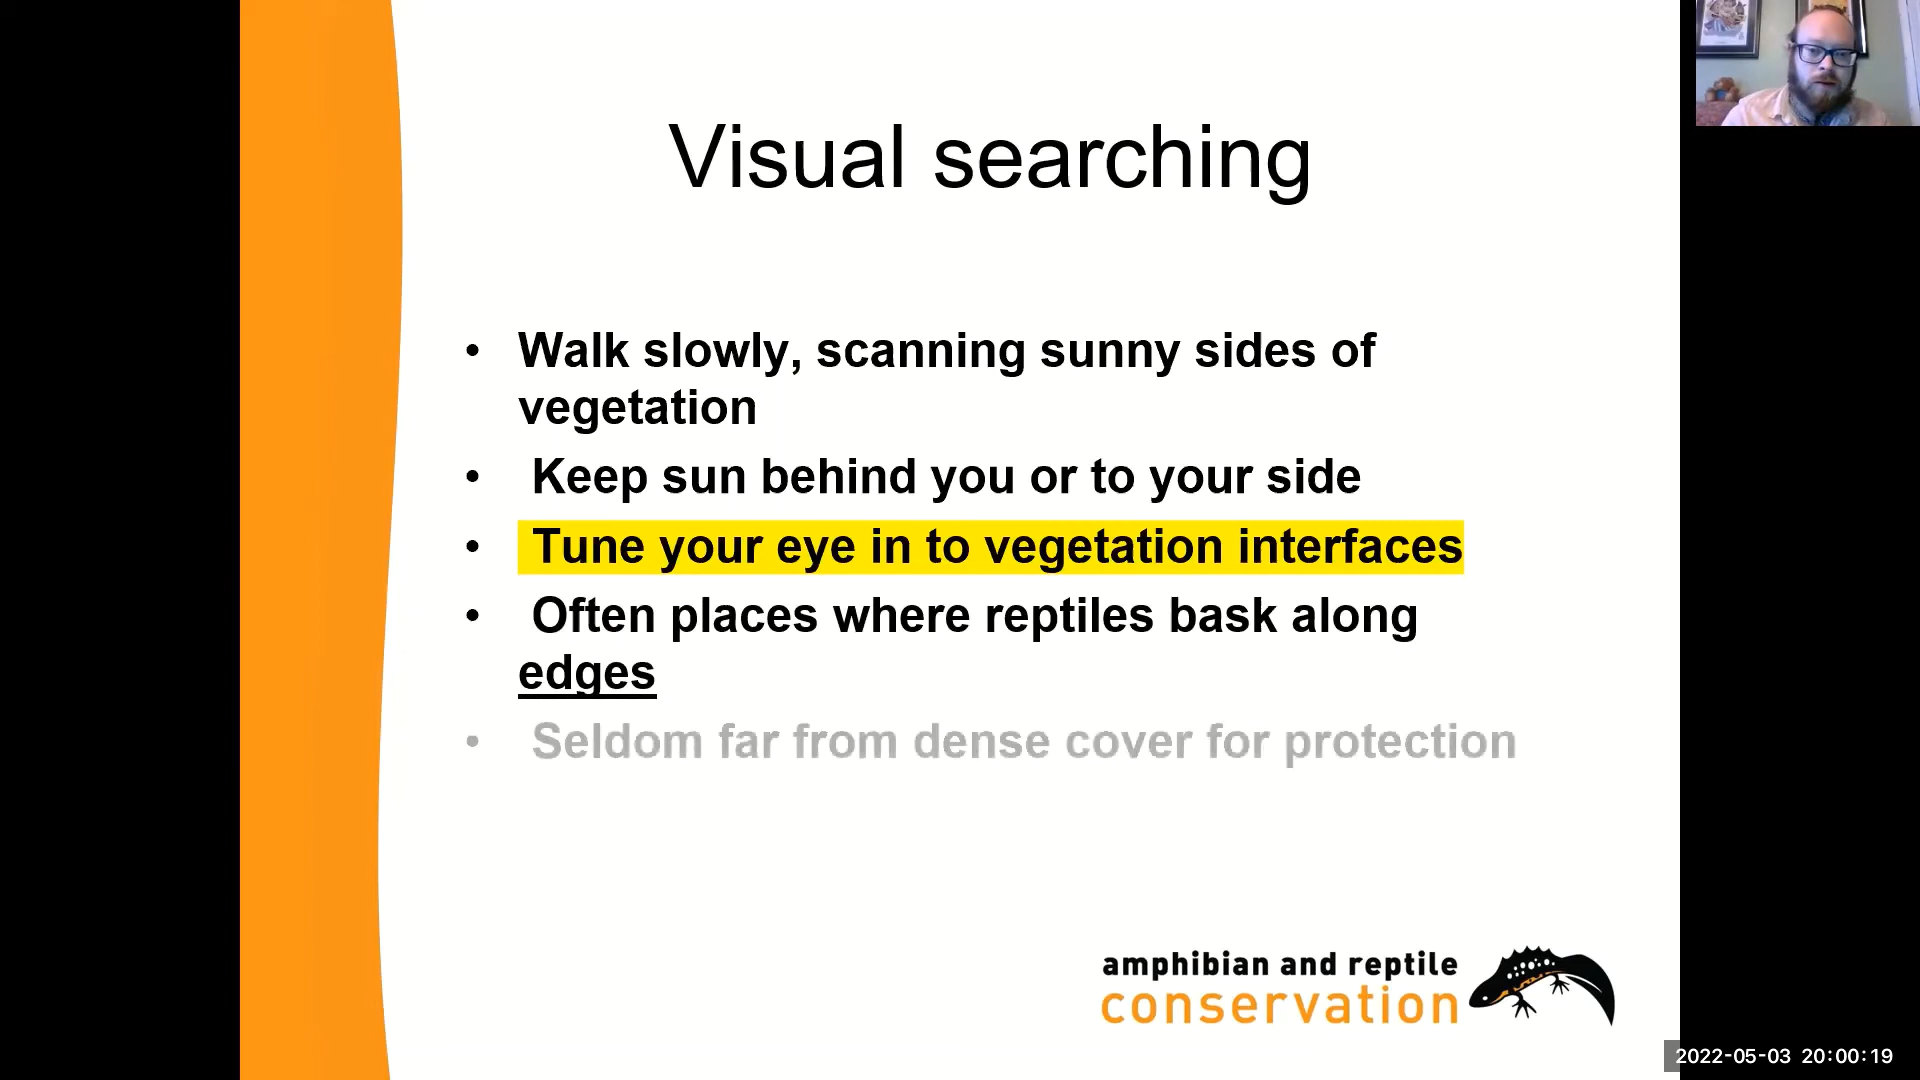 Visual searching
• Walk slowly, scanning sunny sides of
vegetation
• Keep sun behind you or to your side
• Tune your eye in to vegetation interfaces
• Often places where reptiles bask along
edges
• Seldom far from dense cover for protection
amphibian and reptile
conservation
2022-05-03 20:00:19